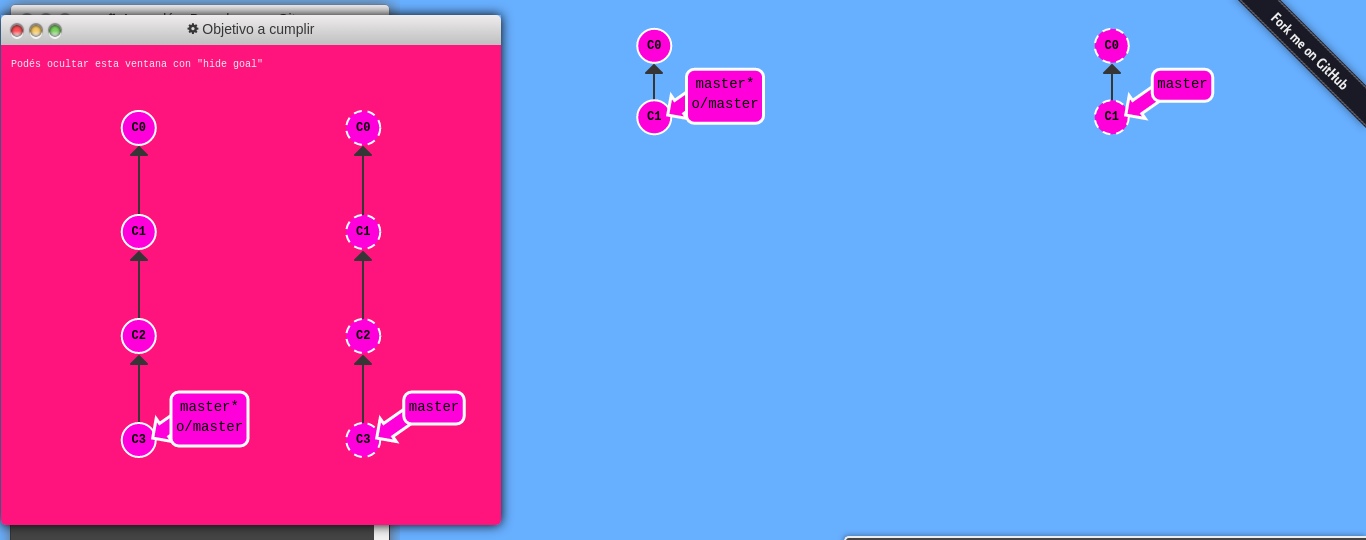 Objetivo a cumplir
Podés ocultar esta ventana con "hide goal"
C0
C1
C2
C3
master*
o/master
C0
C1
C2
C3
master
C0
C1
master*
o/master
C0
C1
master
Fork me on GitHub